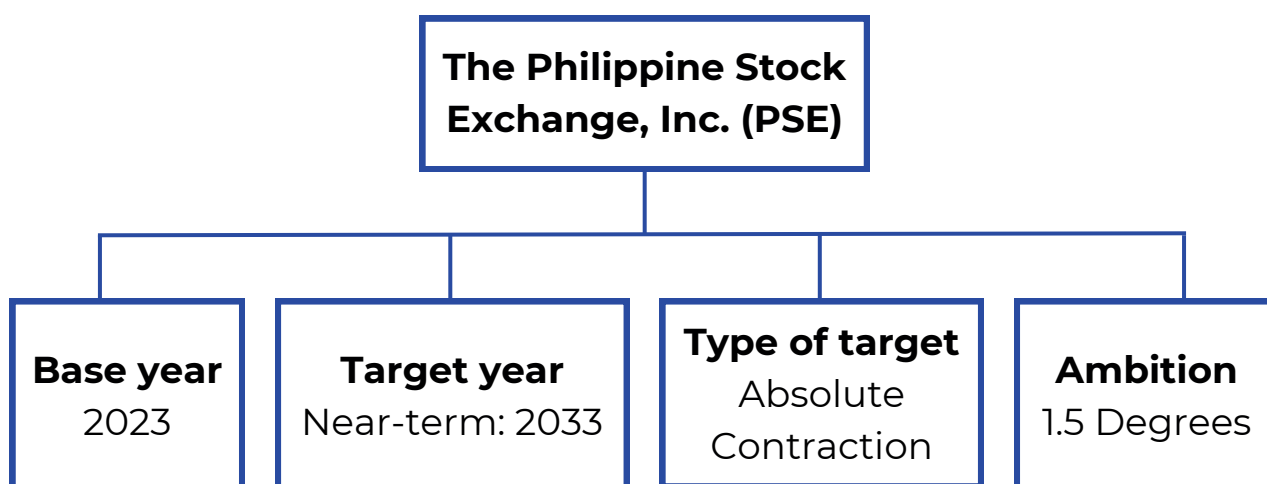 The Philippine Stock
Exchange, Inc. (PSE)
Base year
2023
Target year
Near-term: 2033
Type of target
Absolute
Contraction
Ambition
1.5 Degrees